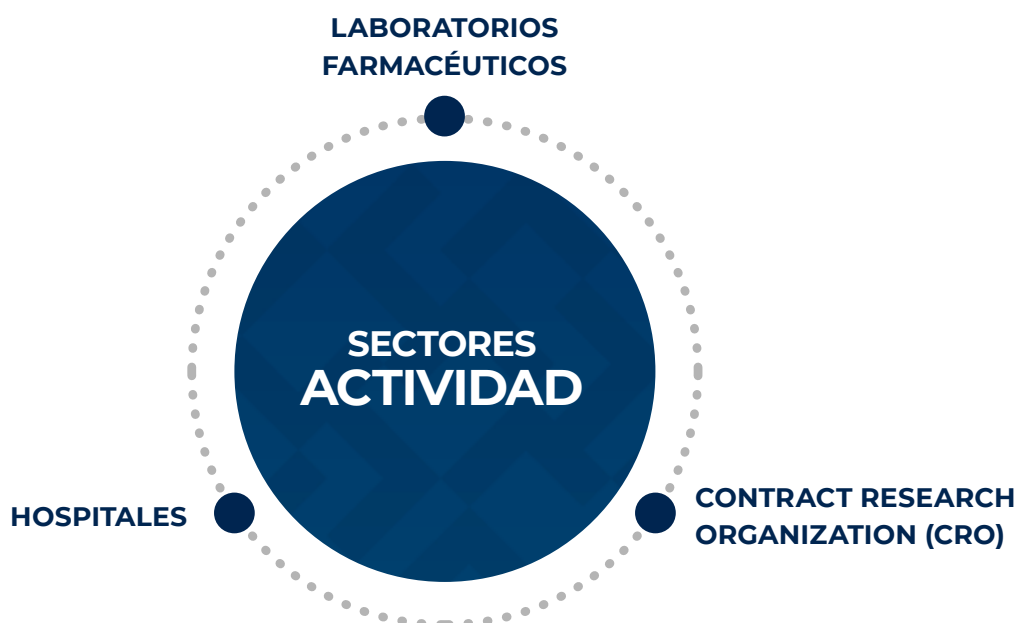 LABORATORIOS
FARMACÉUTICOS
SECTORES
ACTIVIDAD
HOSPITALES
CONTRACT RESEARCH
ORGANIZATION (CRO)